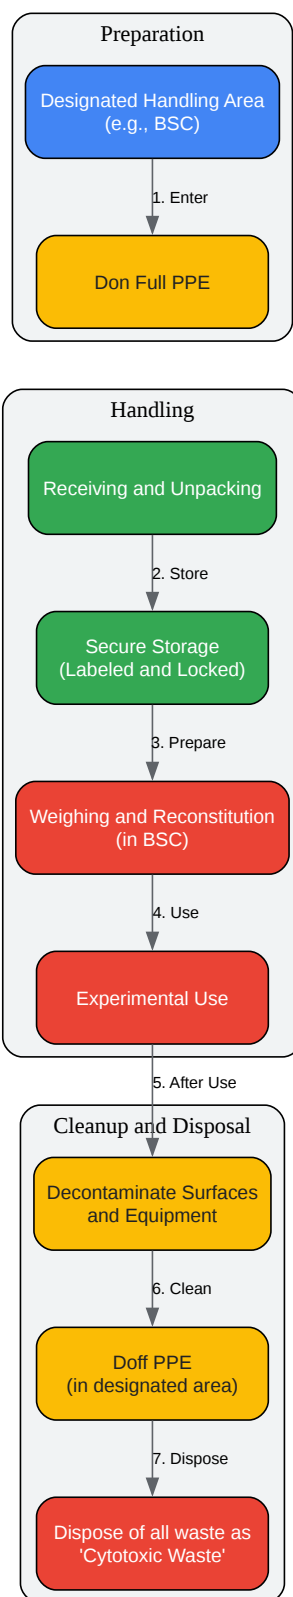 Preparation
Designated Handling Area
(e.g., BSC)
1. Enter
Don Full PPE
Handling
Receiving and Unpacking
2. Store
Secure Storage
(Labeled and Locked)
3. Prepare
Weighing and Reconstitution
(in BSC)
4. Use
Experimental Use
5. After Use
Cleanup and Disposal
Decontaminate Surfaces
and Equipment
6. Clean
Doff PPE
(in designated area)
7. Dispose
Dispose of all waste as
'Cytotoxic Waste'